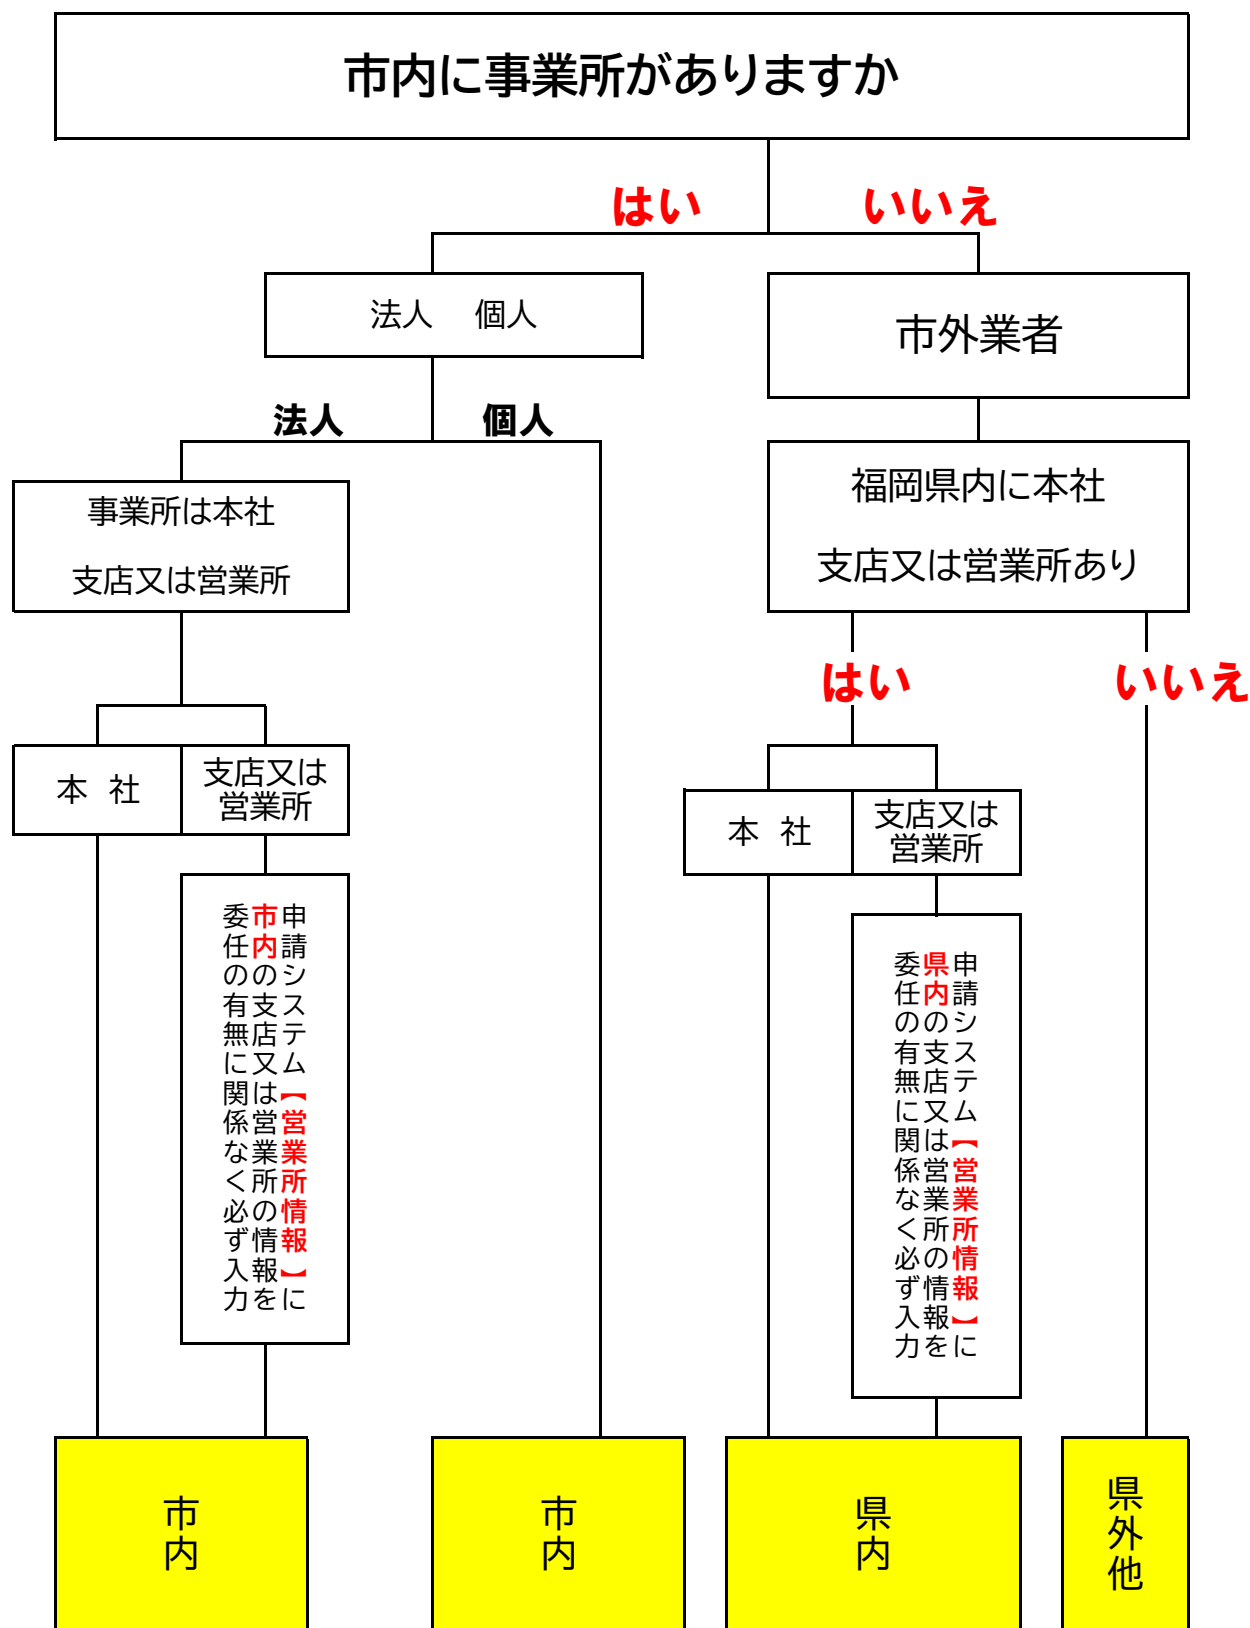 市内に事業所がありますか
はい
いいえ
法人　個人
市外業者
法人
個人
事業所は本社
支店又は営業所
福岡県内に本社
支店又は営業所あり
はい
いいえ
本 社
支店又は
営業所
本 社
支店又は
営業所
申請システム【営業所情報】に
市内の支店又は営業所の情報を
委任の有無に関係なく必ず入力
申請システム【営業所情報】に
県内の支店又は営業所の情報を
委任の有無に関係なく必ず入力
市内
市内
県内
県外他